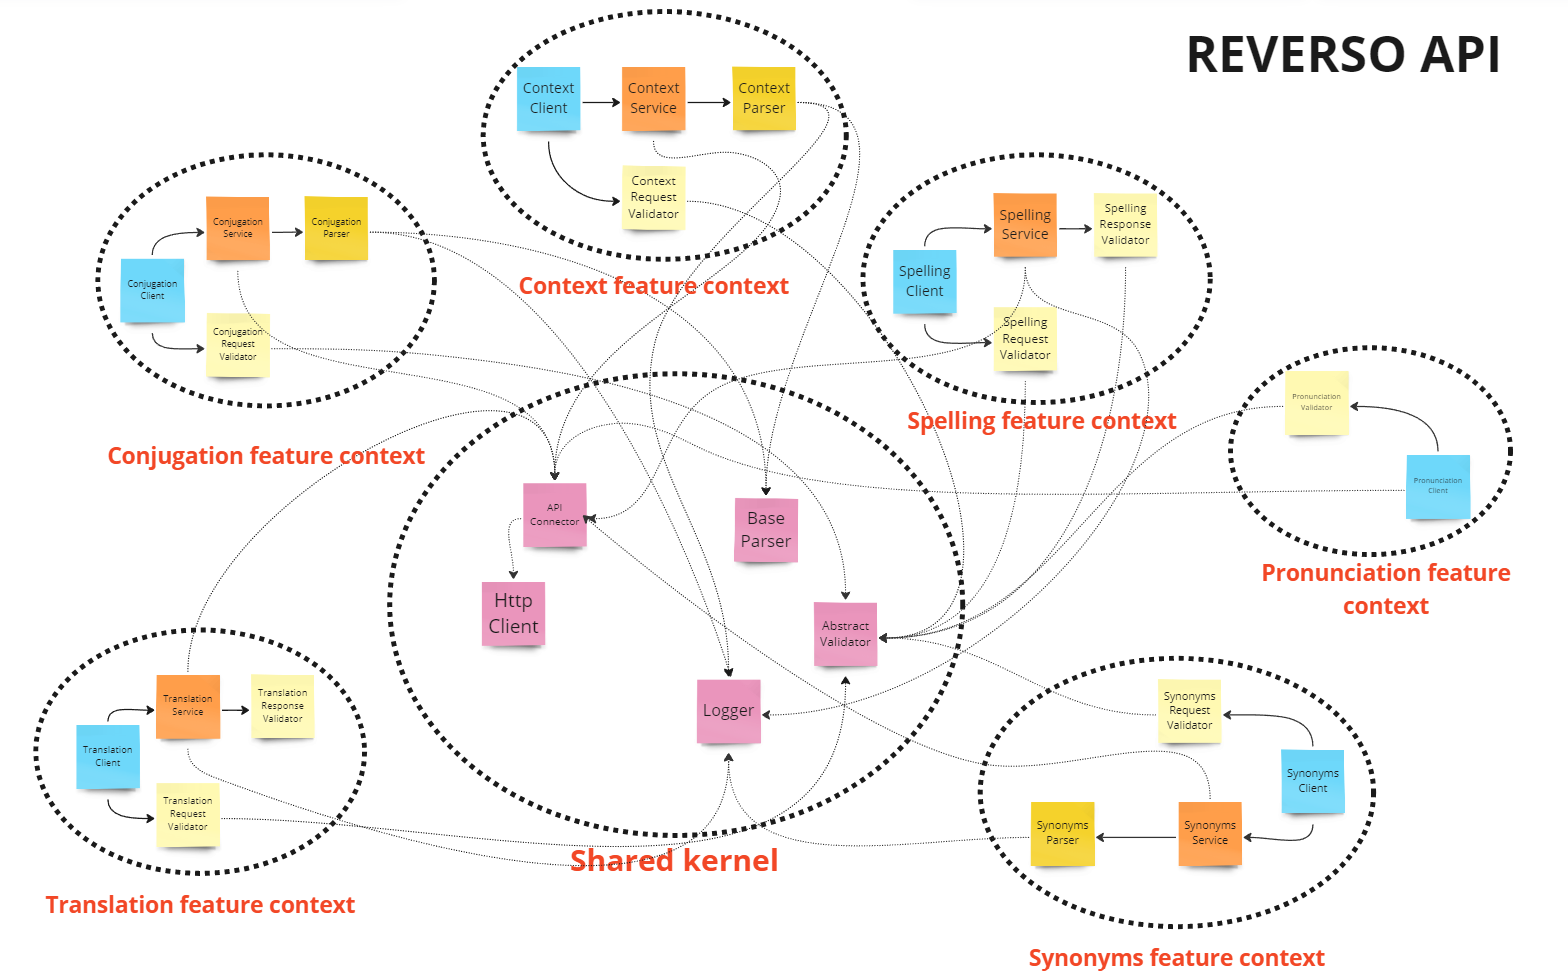 REVERSO API
Context
Client
Context
Service
Context
Parser
Context
Request
Validator
Context feature context
Conjugation
Service
Conjugation
Parser
Conjugation
Client
Conjugation
Request
Validator
Conjugation feature context
Spelling
Service
Spelling
Response
Validator
Spelling
Client
Spelling
Request
Validator
Spelling feature context
Pronunciation
Validator
Pronunciation
Client
Pronunciation feature
context
API
Connector
Base
Parser
Http
Client
Abstract
Validator
Logger
Shared kernel
Translation
Service
Translation
Response
Validator
Translation
Client
Translation
Request
Validator
Translation feature context
Synonyms
Request
Validator
Synonyms
Client
Synonyms
Parser
Synonyms
Service
Synonyms feature context